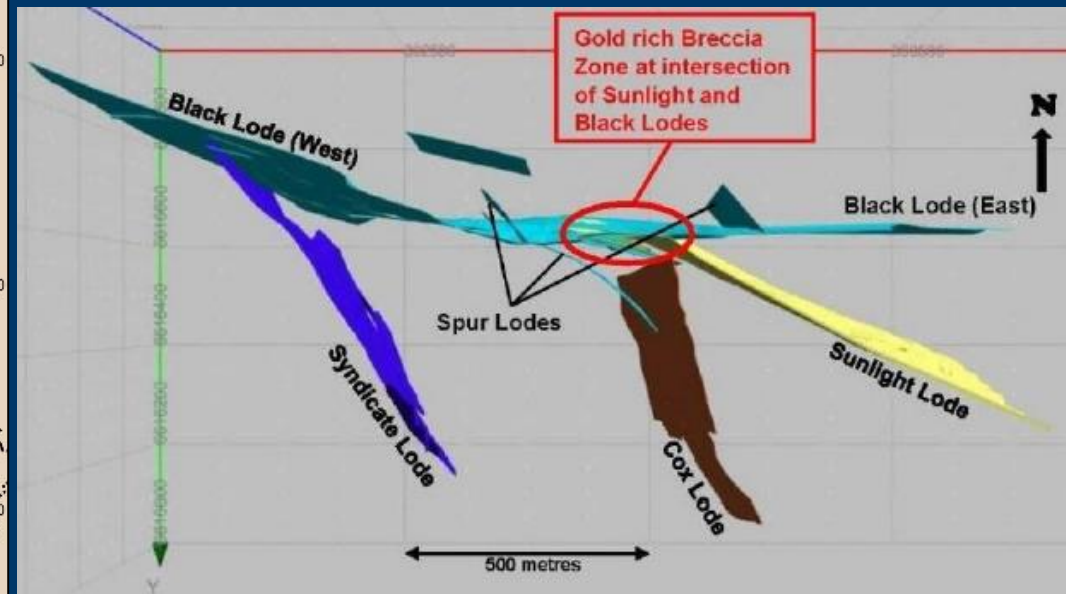 Gold rich Breccia
Zone at intersection
of Sunlight and
Black Lodes
N
Black Lode (West)
Black Lode (East)
Spur Lodes
Sunlight Lode
Syndicate Lode
Cox Lode
500 metres
Y